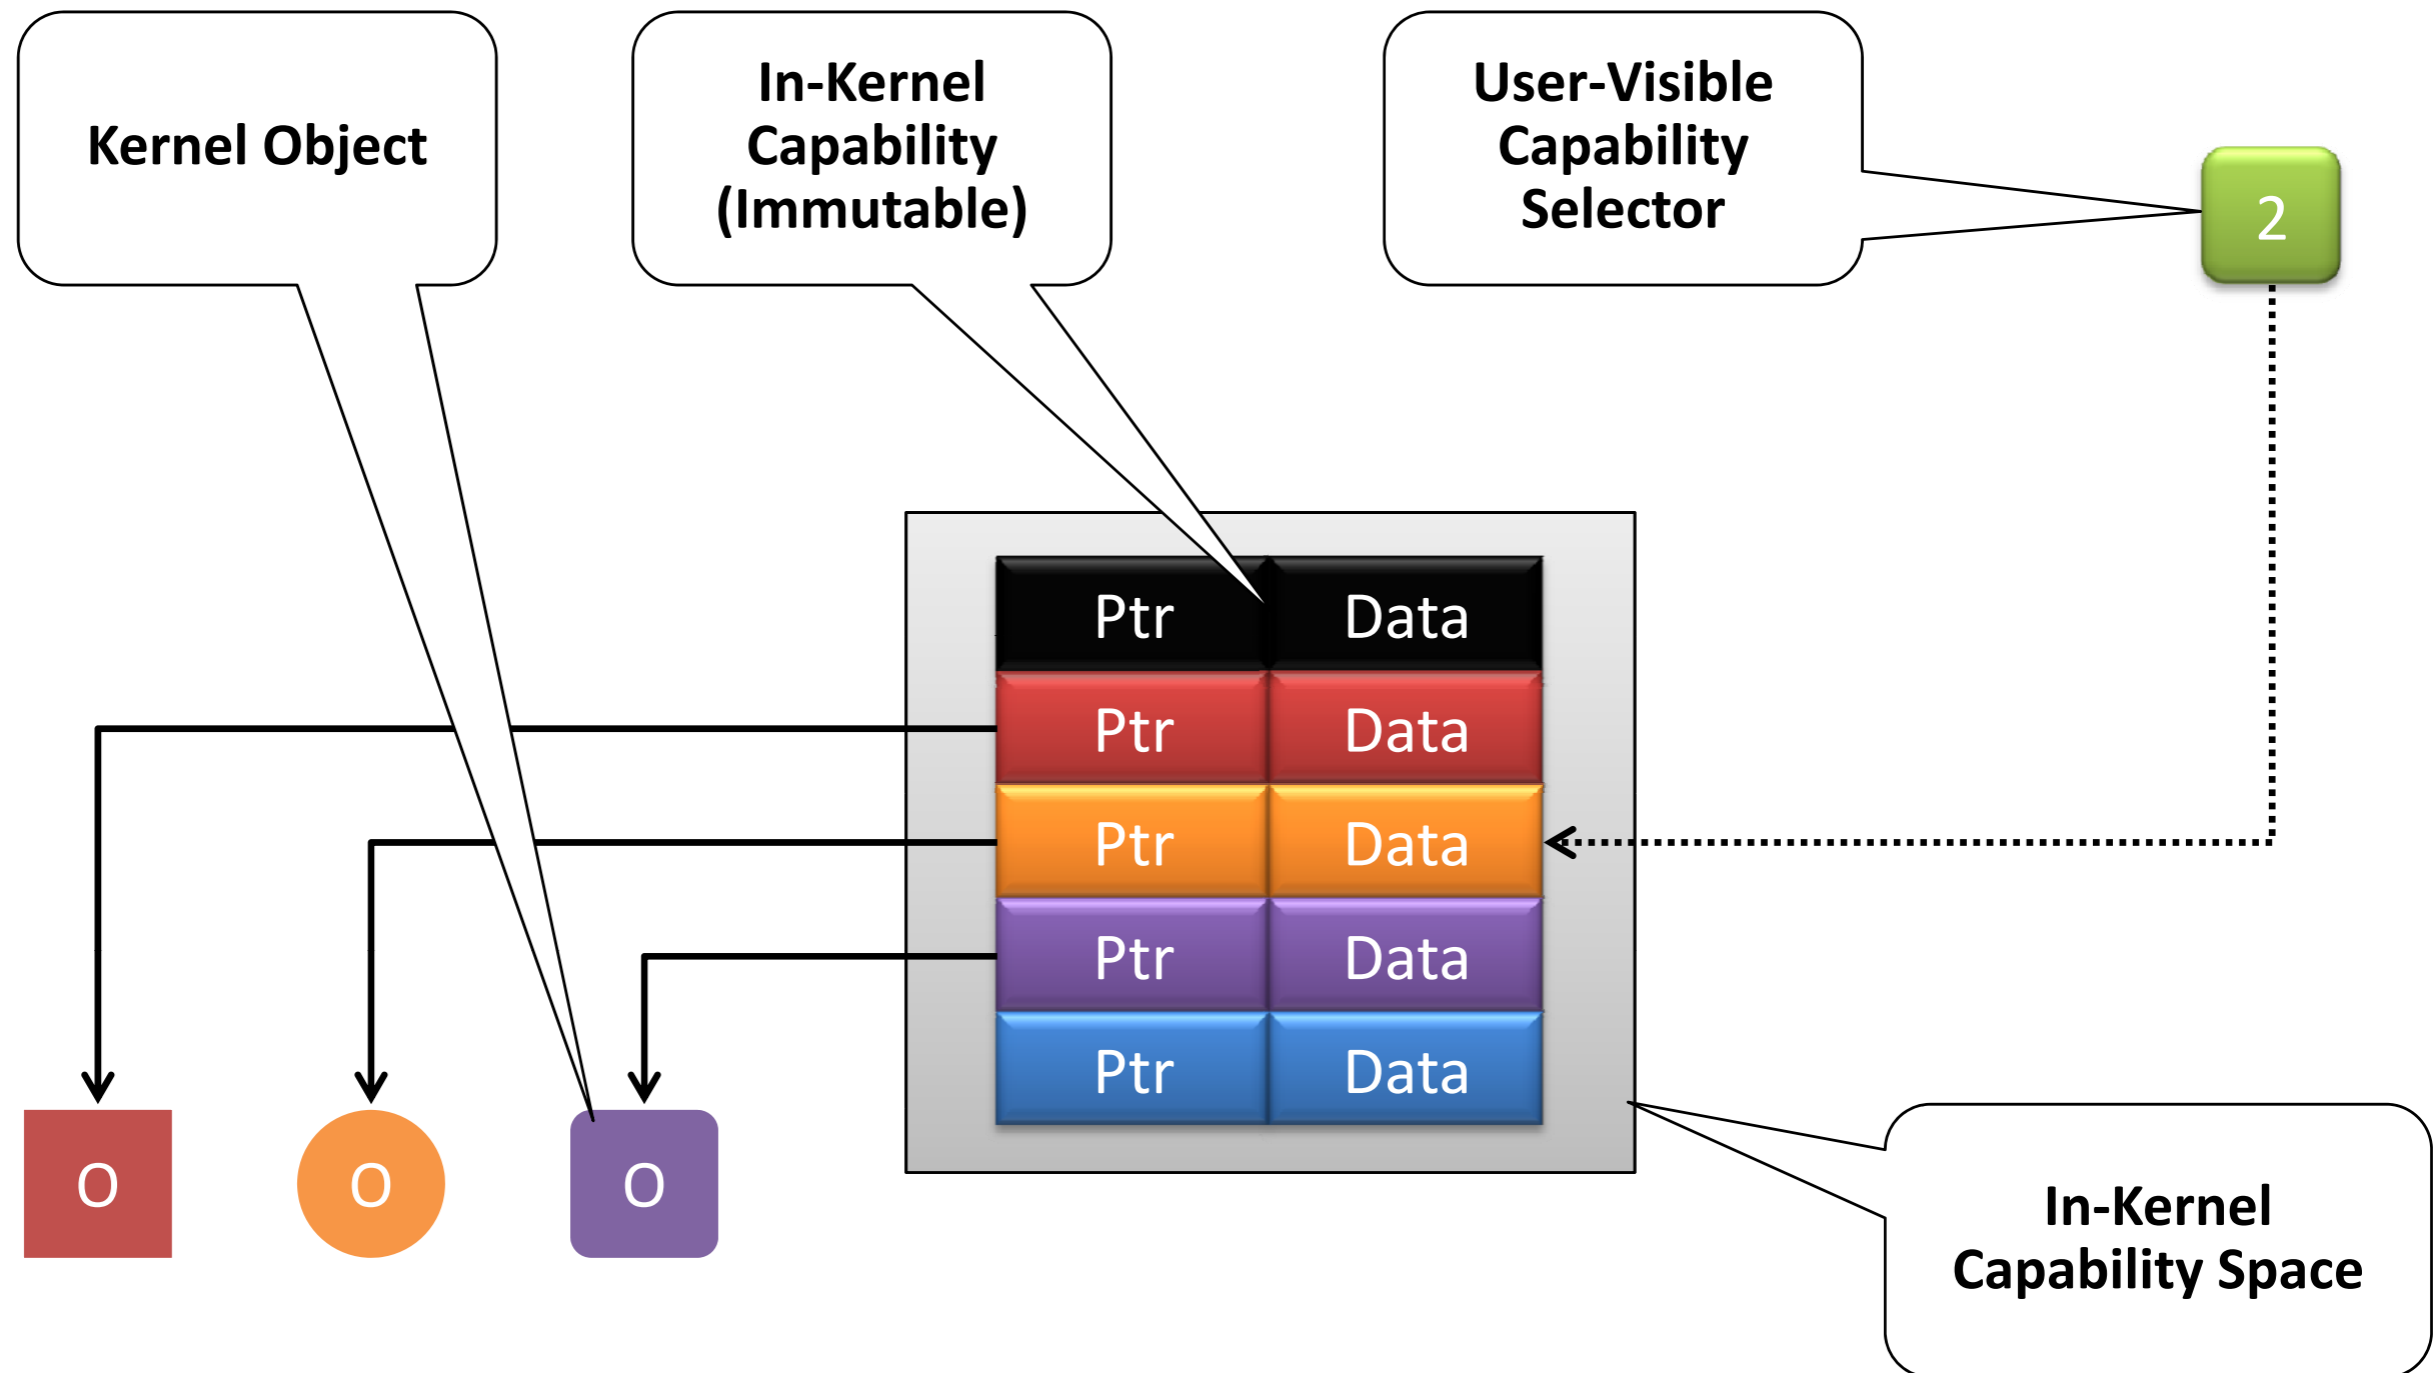 Kernel Object
In-Kernel
Capability
(Immutable)
User-Visible
Capability
Selector
2
Ptr Data
Ptr Data
Ptr Data
Ptr Data
Ptr Data
O O O
In-Kernel
Capability Space